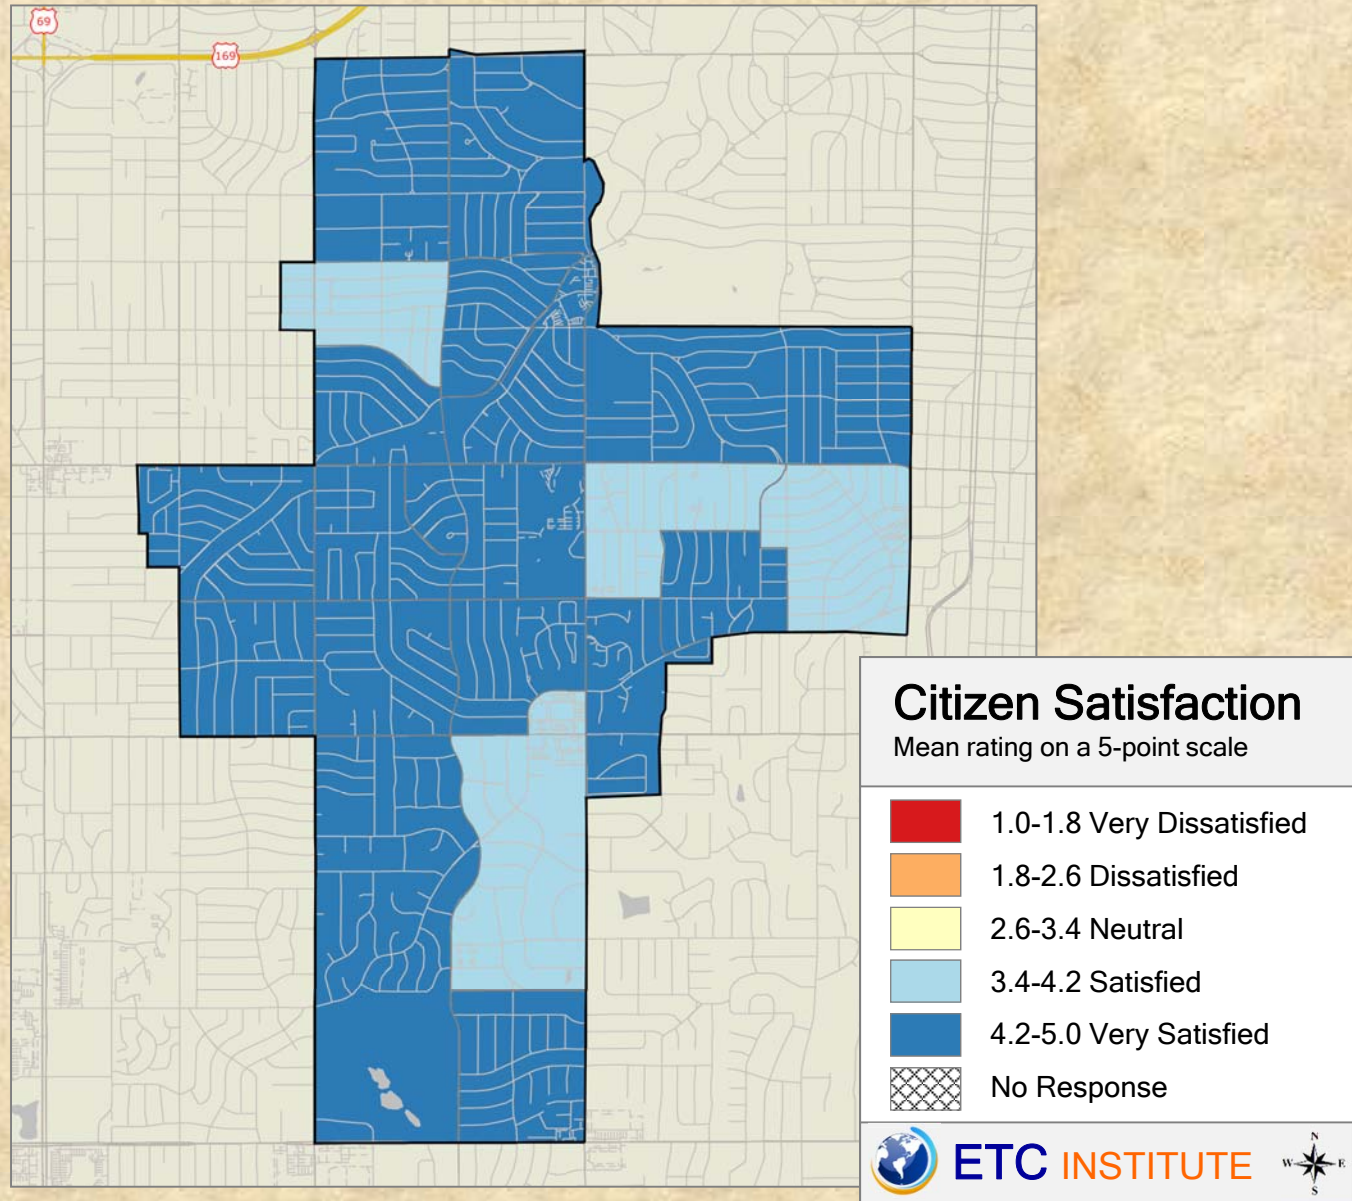 69
169
Citizen Satisfaction
Mean rating on a 5-point scale
1.0-1.8 Very Dissatisfied
1.8-2.6 Dissatisfied
2.6-3.4 Neutral
3.4-4.2 Satisfied
4.2-5.0 Very Satisfied
No Response
ETC INSTITUTE
N
W E
S